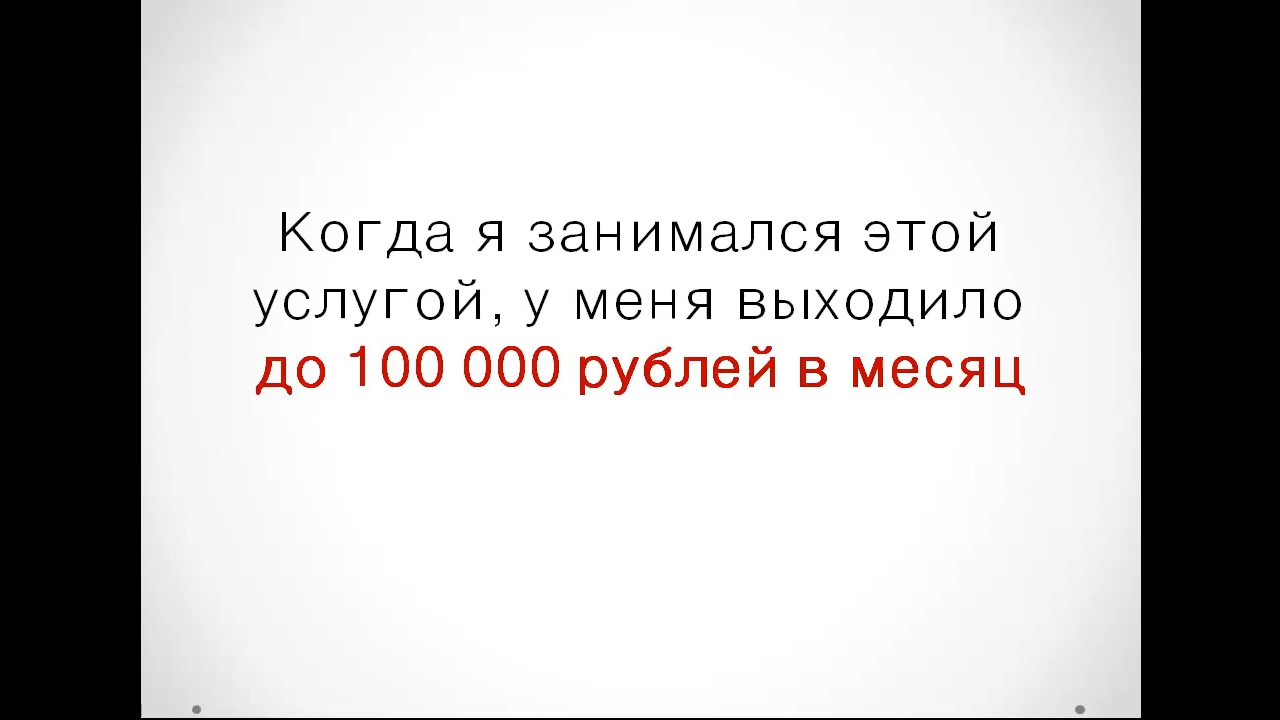 Когда я занимался этой
услугой, у меня выходило
до 100 000 рублей в месяц